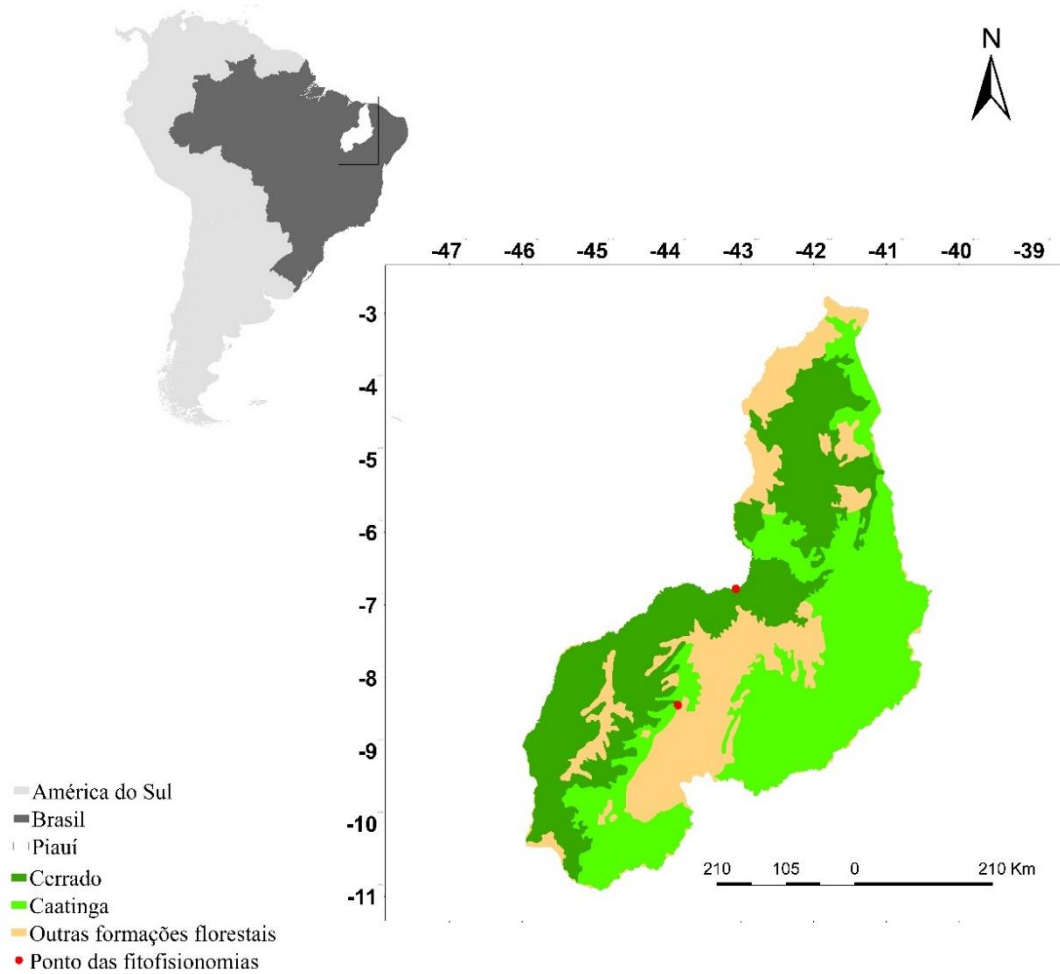 N
-47 -46 -45 -44 -43 -42 -41 -40 -39
-3
-4
-5
-6
-7
-8
-9
-10
-11
210 105 0 210 Km
América do Sul
Brasil
Piauí
Cerrado
Caatinga
Outras formações florestais
Ponto das fitofisionomias